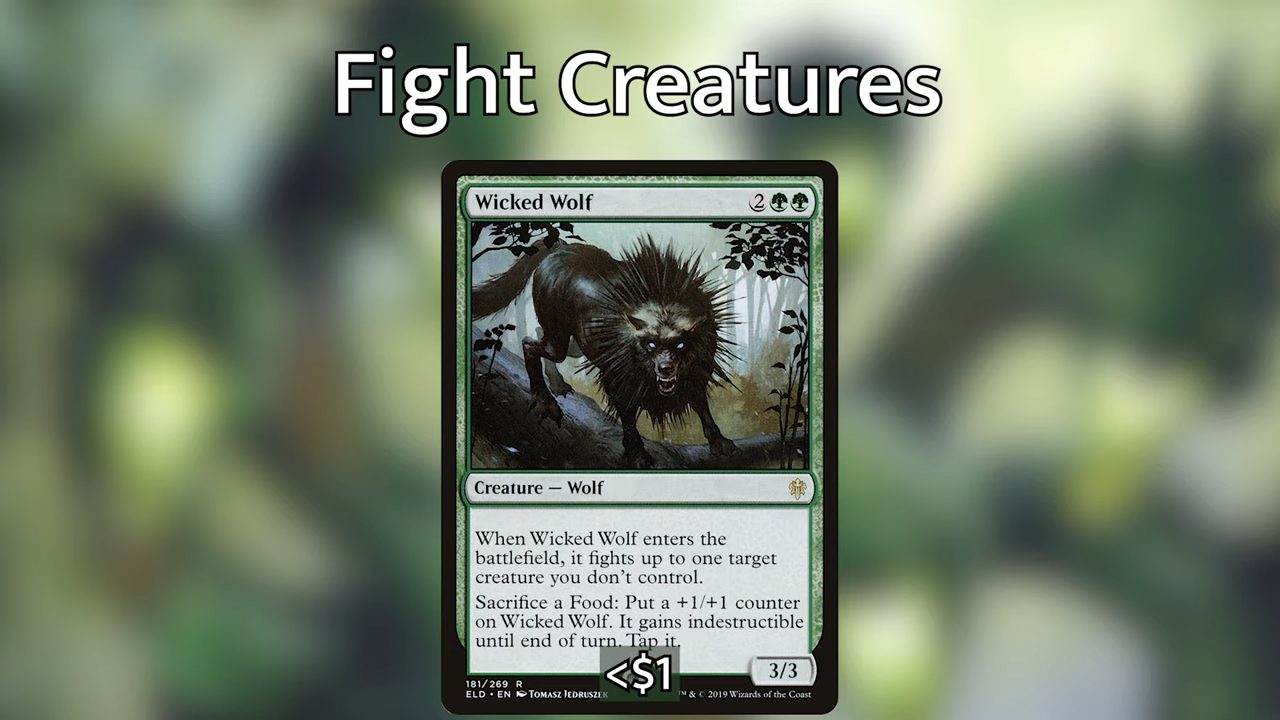 Fight Creatures
Wicked Wolf 2
Creature — Wolf
When Wicked Wolf enters the
battlefield, it fights up to one target
creature you don't control.
Sacrifice a Food: Put a +1/+1 counter
on Wicked Wolf. It gains indestructible
until end of turn. Tap it.
<$1
3/3
181/269 R
ELD • EN Tomasz Jedruszek ™ & © 2019 Wizards of the Coast